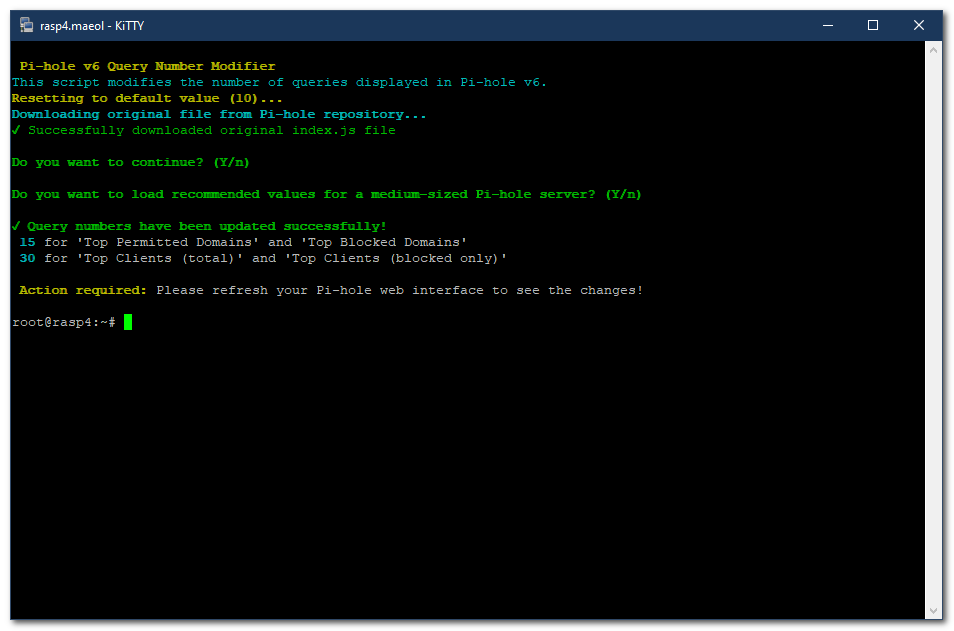 rasp4.maeol - KiTTY
Pi-hole v6 Query Number Modifier
This script modifies the number of queries displayed in Pi-hole v6.
Resetting to default value (10)...
Downloading original file from Pi-hole repository...
✓ Successfully downloaded original index.js file
Do you want to continue? (Y/n)
Do you want to load recommended values for a medium-sized Pi-hole server? (Y/n)
✓ Query numbers have been updated successfully!
15 for 'Top Permitted Domains' and 'Top Blocked Domains'
30 for 'Top Clients (total)' and 'Top Clients (blocked only)'
Action required: Please refresh your Pi-hole web interface to see the changes!
root@rasp4:~#